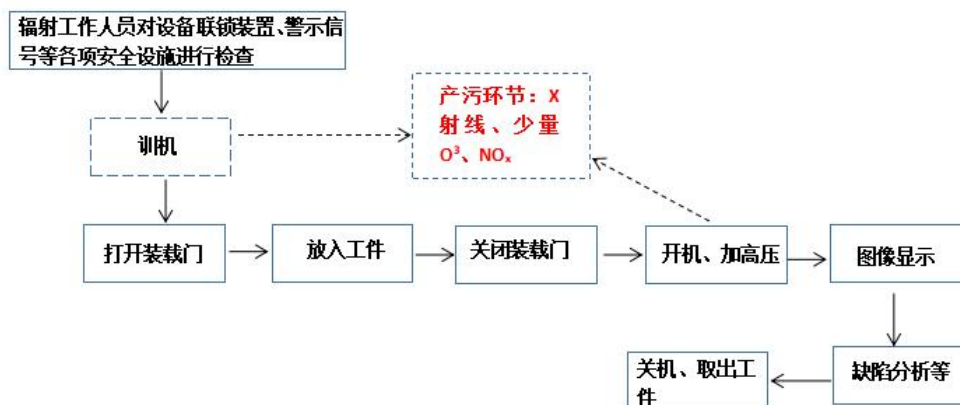 辐射工作人员对设备联锁装置、警示信
号等各项安全设施进行检查
产污环节：X
射线、少量
O³、NOₓ
训机
打开装载门
放入工件
关闭装载门
开机、加高压
图像显示
缺陷分析等
关机、取出工
件